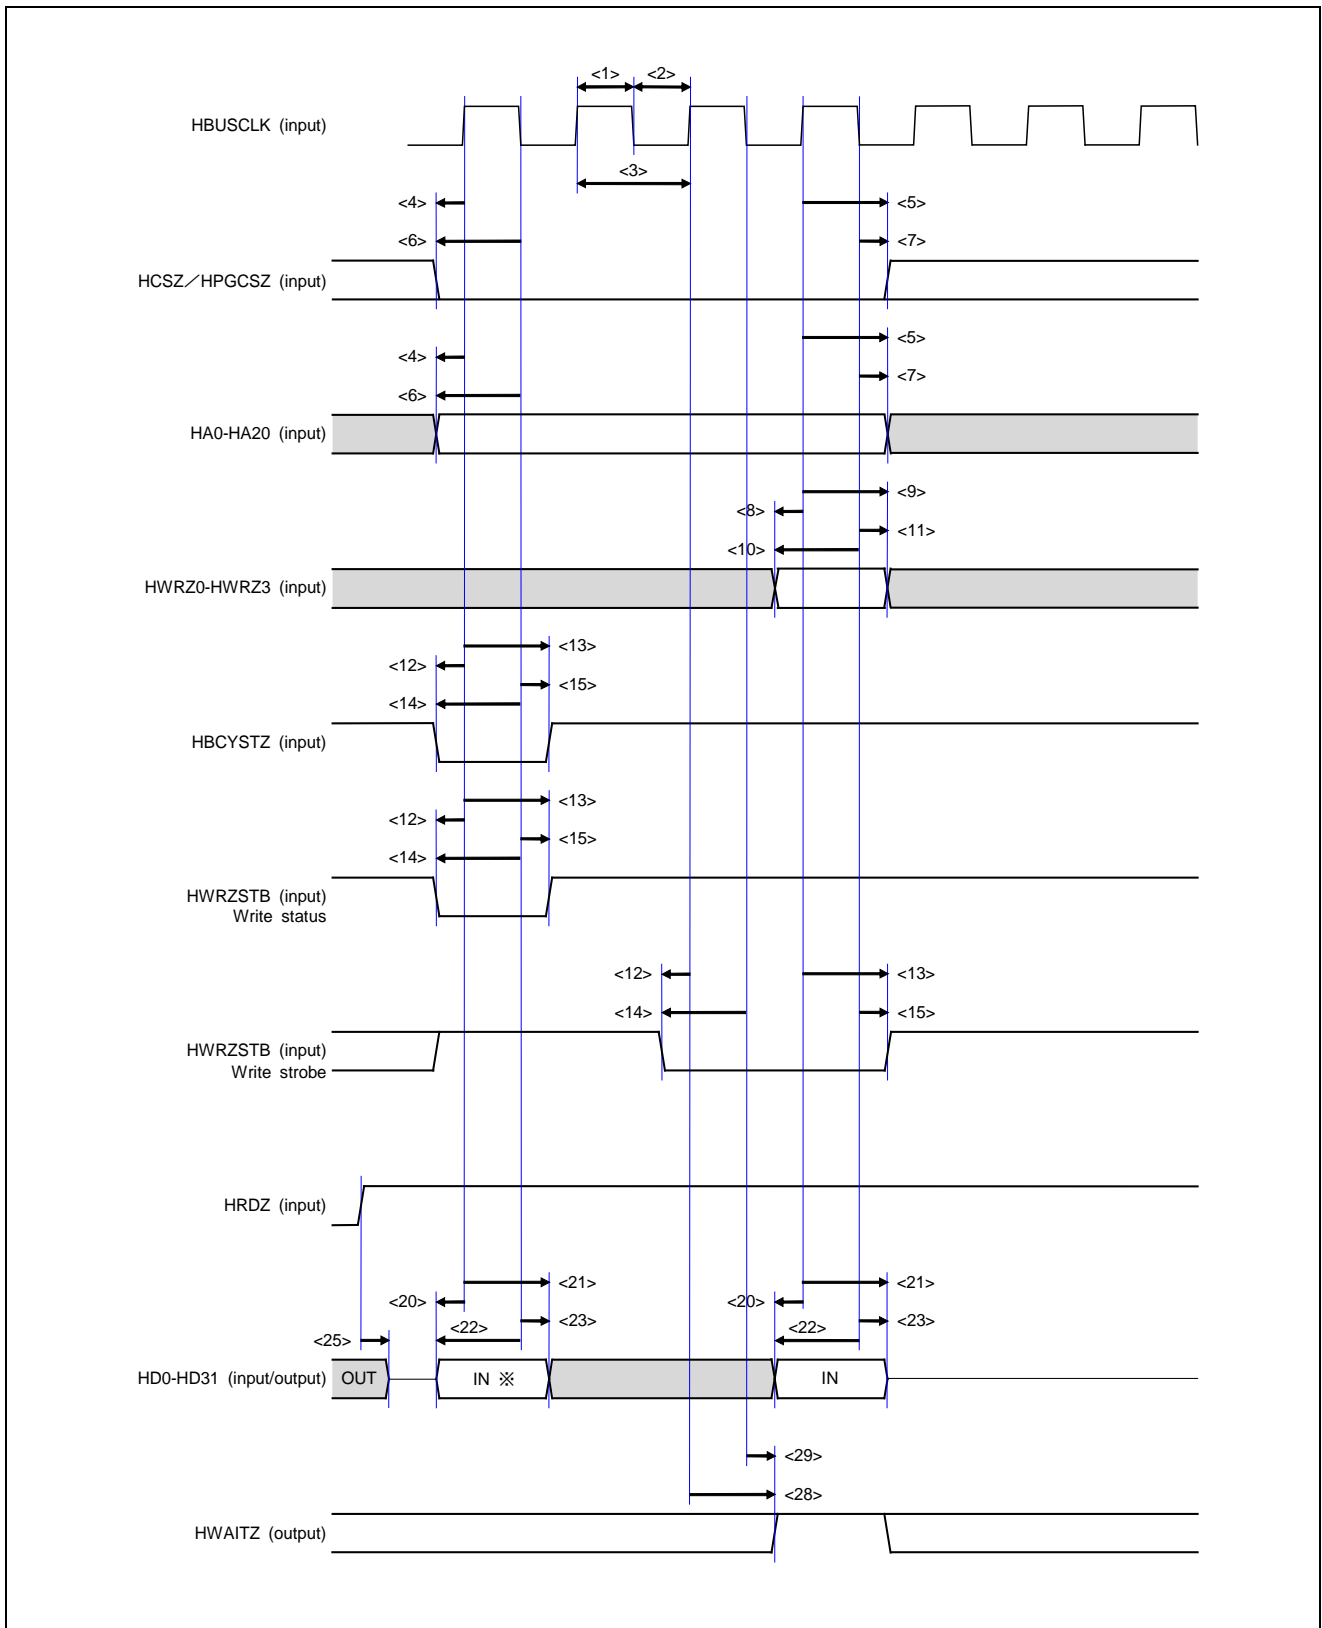 <1> <2>
HBUSCLK (input)
<3>
<4> <5>
<6> <7>
HCSZ／HPGCSZ (input)
<5>
<4>
<7>
<6>
HA0-HA20 (input)
<9>
<8>
<11>
<10>
HWRZ0-HWRZ3 (input)
<13>
<12>
<15>
<14>
HBCYSTZ (input)
<13>
<12>
<15>
<14>
HWRZSTB (input)
Write status
<12> <13>
<14> <15>
HWRZSTB (input)
Write strobe
HRDZ (input)
<21> <21>
<20> <20>
<23> <23>
<25> <22> <22>
HD0-HD31 (input/output) OUT IN ※ IN
<29>
<28>
HWAITZ (output)